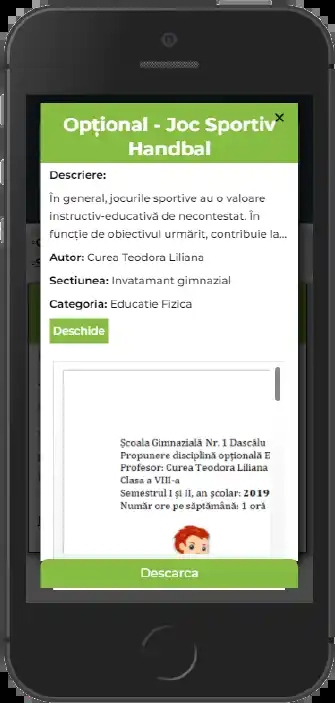 Opțional - Joc Sportiv
Handbal
×
Descriere:
În general, jocurile sportive au o valoare
instructiv-educativă de necontestat. În
funcție de obiectivul urmărit, contribuie la...
Autor: Curea Teodora Liliana
Sectiunea: Invatamant gimnazial
Categoria: Educatie Fizica
Deschide
Școala Gimnazială Nr. 1 Dascălu
Propunere disciplină opțională E
Profesor: Curea Teodora Liliana
Clasa a VIII-a
Semestrul I și II, an școlar: 2019
Număr ore pe săptămână: 1 oră
Descarca